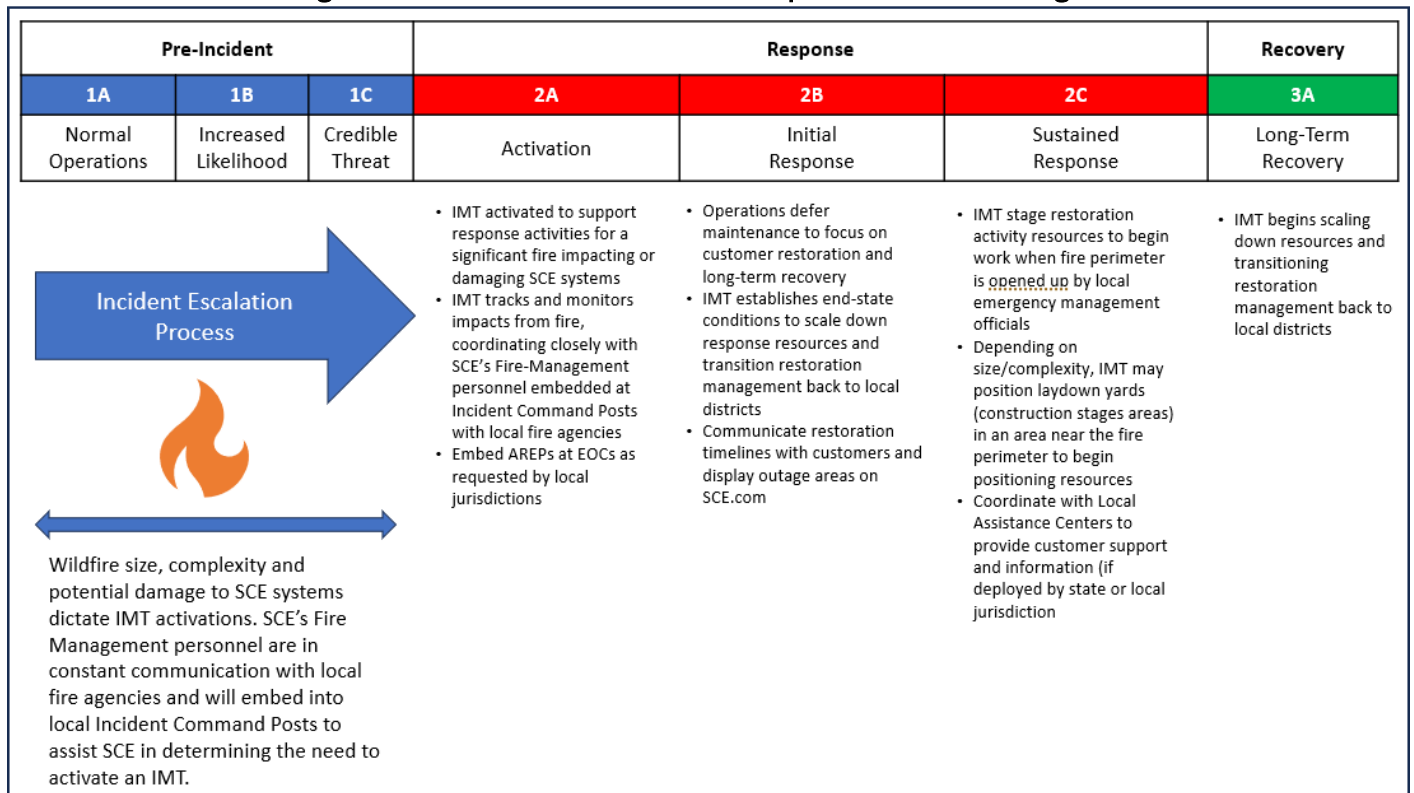 Pre-Incident
Response
Recovery
1A
1B
1C
2A
2B
2C
3A
Normal
Operations
Increased
Likelihood
Credible
Threat
Activation
Initial
Response
Sustained
Response
Long-Term
Recovery
Incident Escalation
Process
Wildfire size, complexity and
potential damage to SCE systems
dictate IMT activations. SCE's Fire
Management personnel are in
constant communication with local
fire agencies and will embed into
local Incident Command Posts to
assist SCE in determining the need to
activate an IMT.
• IMT activated to support
response activities for a
significant fire impacting or
damaging SCE systems
• IMT tracks and monitors
impacts from fire,
coordinating closely with
SCE's Fire-Management
personnel embedded at
Incident Command Posts
with local fire agencies
• Embed AREPs at EOCs as
requested by local
jurisdictions
• Operations defer
maintenance to focus on
customer restoration and
long-term recovery
• IMT establishes end-state
conditions to scale down
response resources and
transition restoration
management back to local
districts
• Communicate restoration
timelines with customers and
display outage areas on
SCE.com
• IMT stage restoration
activity resources to begin
work when fire perimeter
is opened up by local
emergency management
officials
• Depending on
size/complexity, IMT may
position laydown yards
(construction stages areas)
in an area near the fire
perimeter to begin
positioning resources
• Coordinate with Local
Assistance Centers to
provide customer support
and information (if
deployed by state or local
jurisdiction
• IMT begins scaling
down resources and
transitioning
restoration
management back to
local districts